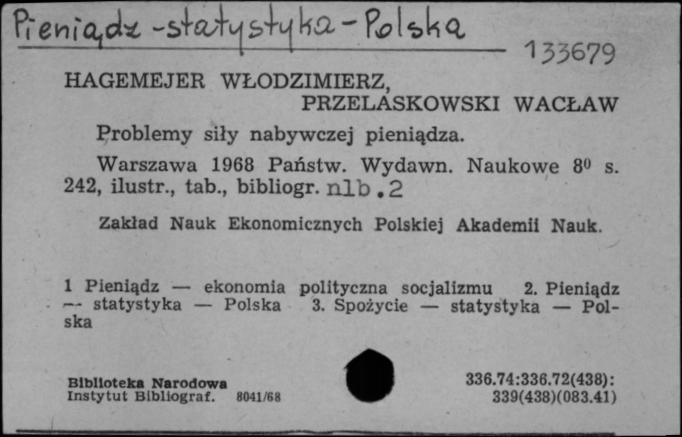 Pieniądz - statystyka - Polska
133679
HAGEMEJER WŁODZIMIERZ,
PRZELASKOWSKI WACŁAW
Problemy siły nabywczej pieniądza.
Warszawa 1968 Państw. Wydawn. Naukowe 8⁰ s.
242, ilustr., tab., bibliogr. nlb.2
Zakład Nauk Ekonomicznych Polskiej Akademii Nauk.
1 Pieniądz — ekonomia polityczna socjalizmu 2. Pieniądz
— statystyka — Polska 3. Spożycie — statystyka — Pol-
ska
Biblioteka Narodowa
Instytut Bibliograf. 8041/68
336.74:336.72(438):
339(438)(083.41)